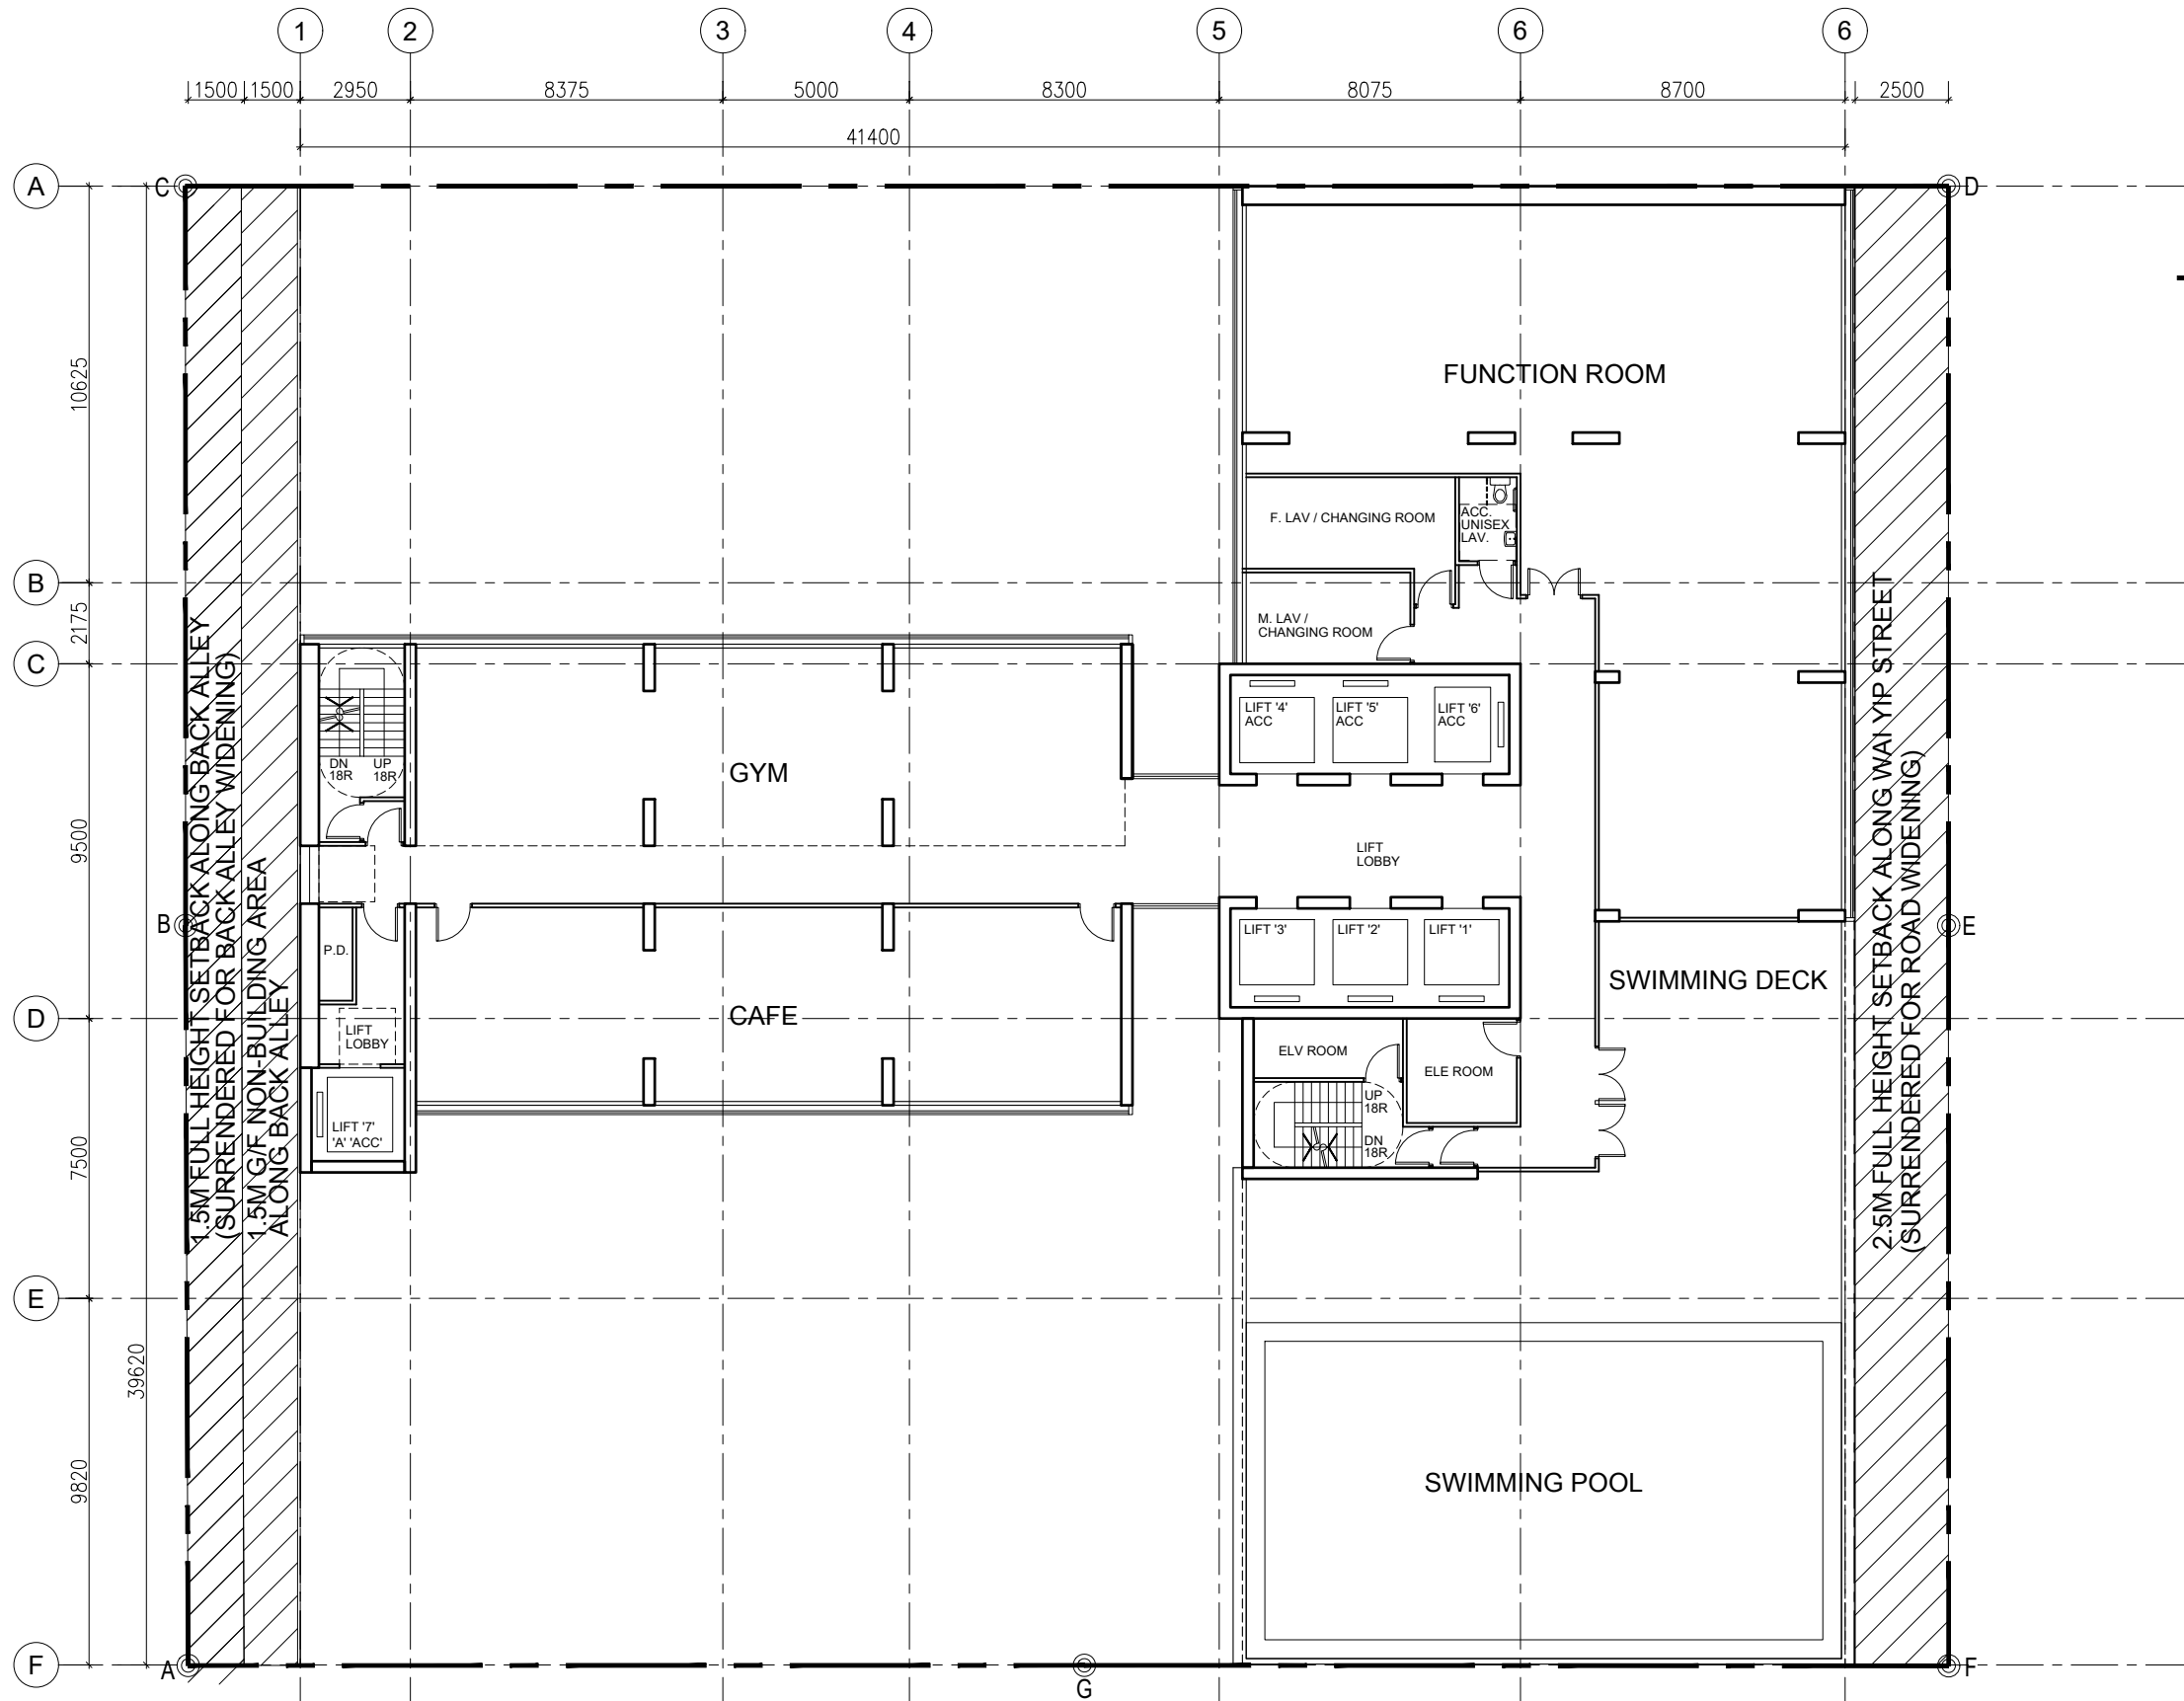 1
2
3
4
5
6
6
1500
1500
2950
8375
5000
8300
8075
8700
2500
41400
A
C
D
10625
FUNCTION ROOM
F. LAV / CHANGING ROOM
ACC.
UNISEX
LAV.
B
2175
M. LAV /
CHANGING ROOM
C
LIFT '4'
ACC
LIFT '5'
ACC
LIFT '6'
ACC
DN
18R
UP
18R
GYM
9500
LIFT
LOBBY
1.5M FULL HEIGHT SETBACK ALONG BACK ALLEY
(SURRENDERED FOR BACK ALLEY WIDENING)
1.5M G/F NON-BUILDING AREA
ALONG BACK ALLEY
2.5M FULL HEIGHT SETBACK ALONG WAI YIP STREET
(SURRENDERED FOR ROAD WIDENING)
B
E
P.D.
LIFT '3'
LIFT '2'
LIFT '1'
SWIMMING DECK
D
CAFE
LIFT
LOBBY
ELV ROOM
ELE ROOM
UP
18R
DN
18R
LIFT '7'
'A' 'ACC'
7500
E
39620
9820
SWIMMING POOL
F
A
G
F